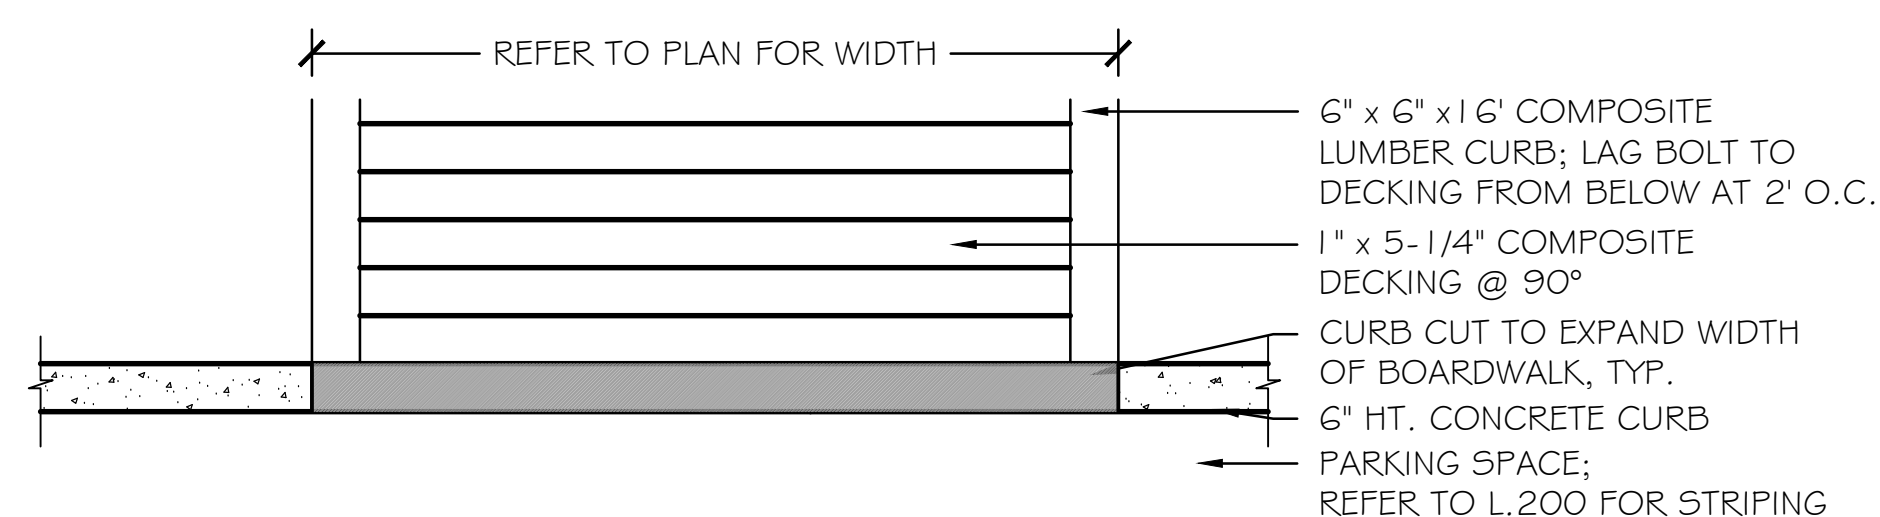 REFER TO PLAN FOR WIDTH
6" x 6" x16' COMPOSITE
LUMBER CURB; LAG BOLT TO
DECKING FROM BELOW AT 2' O.C.
1" x 5-1/4" COMPOSITE
DECKING @ 90°
CURB CUT TO EXPAND WIDTH
OF BOARDWALK, TYP.
6" HT. CONCRETE CURB
PARKING SPACE;
REFER TO L.200 FOR STRIPING